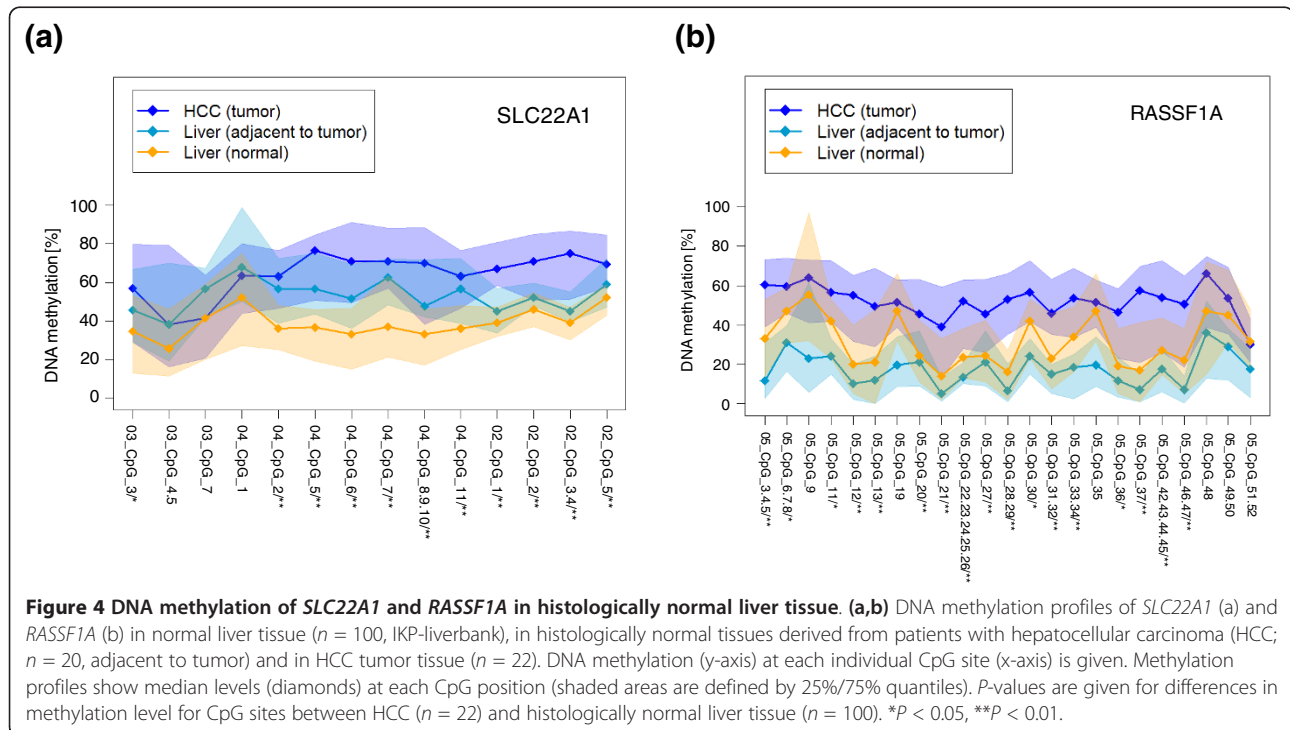 (a)
HCC (tumor)
Liver (adjacent to tumor)
Liver (normal)
SLC22A1
DNA methylation [%]
100
80
60
40
20
0
03_CpG_3/*
03_CpG_4.5
03_CpG_7
04_CpG_1
04_CpG_2/**
04_CpG_5/**
04_CpG_6/**
04_CpG_7/*
04_CpG_8.9.10/**
04_CpG_11/**
02_CpG_1/**
02_CpG_2/**
02_CpG_3.4/**
02_CpG_5/**
(b)
HCC (tumor)
Liver (adjacent to tumor)
Liver (normal)
RASSF1A
DNA methylation [%]
100
80
60
40
20
0
05_CpG_3.4.5/**
05_CpG_6.7.8/*
05_CpG_9
05_CpG_11/*
05_CpG_12/**
05_CpG_13/**
05_CpG_19
05_CpG_20/**
05_CpG_21/**
05_CpG_22.23.24.25.26/**
05_CpG_27/**
05_CpG_28.29/**
05_CpG_30/*
05_CpG_31.32/**
05_CpG_33.34/**
05_CpG_35
05_CpG_36/*
05_CpG_37/**
05_CpG_42.43.44.45/**
05_CpG_46.47/**
05_CpG_48
05_CpG_49.50
05_CpG_51.52
Figure 4 DNA methylation of SLC22A1 and RASSF1A in histologically normal liver tissue. (a,b) DNA methylation profiles of SLC22A1 (a) and
RASSF1A (b) in normal liver tissue (n = 100, IKP-liverbank), in histologically normal tissues derived from patients with hepatocellular carcinoma (HCC;
n = 20, adjacent to tumor) and in HCC tumor tissue (n = 22). DNA methylation (y-axis) at each individual CpG site (x-axis) is given. Methylation
profiles show median levels (diamonds) at each CpG position (shaded areas are defined by 25%/75% quantiles). P-values are given for differences in
methylation level for CpG sites between HCC (n = 22) and histologically normal liver tissue (n = 100). *P < 0.05, **P < 0.01.